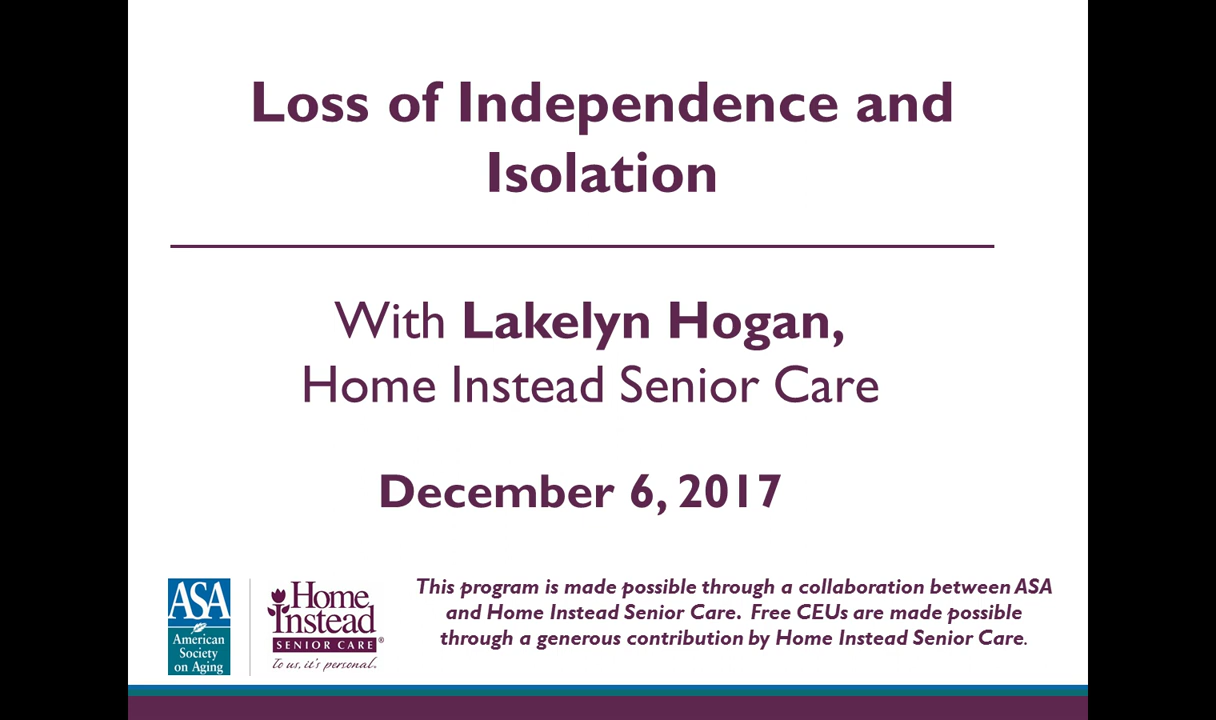 Loss of Independence and
Isolation
With Lakelyn Hogan,
Home Instead Senior Care
December 6, 2017
This program is made possible through a collaboration between ASA
and Home Instead Senior Care. Free CEUs are made possible
through a generous contribution by Home Instead Senior Care.
ASA
American
Society
on Aging
Home
Instead
SENIOR CARE®
To us, it's personal.